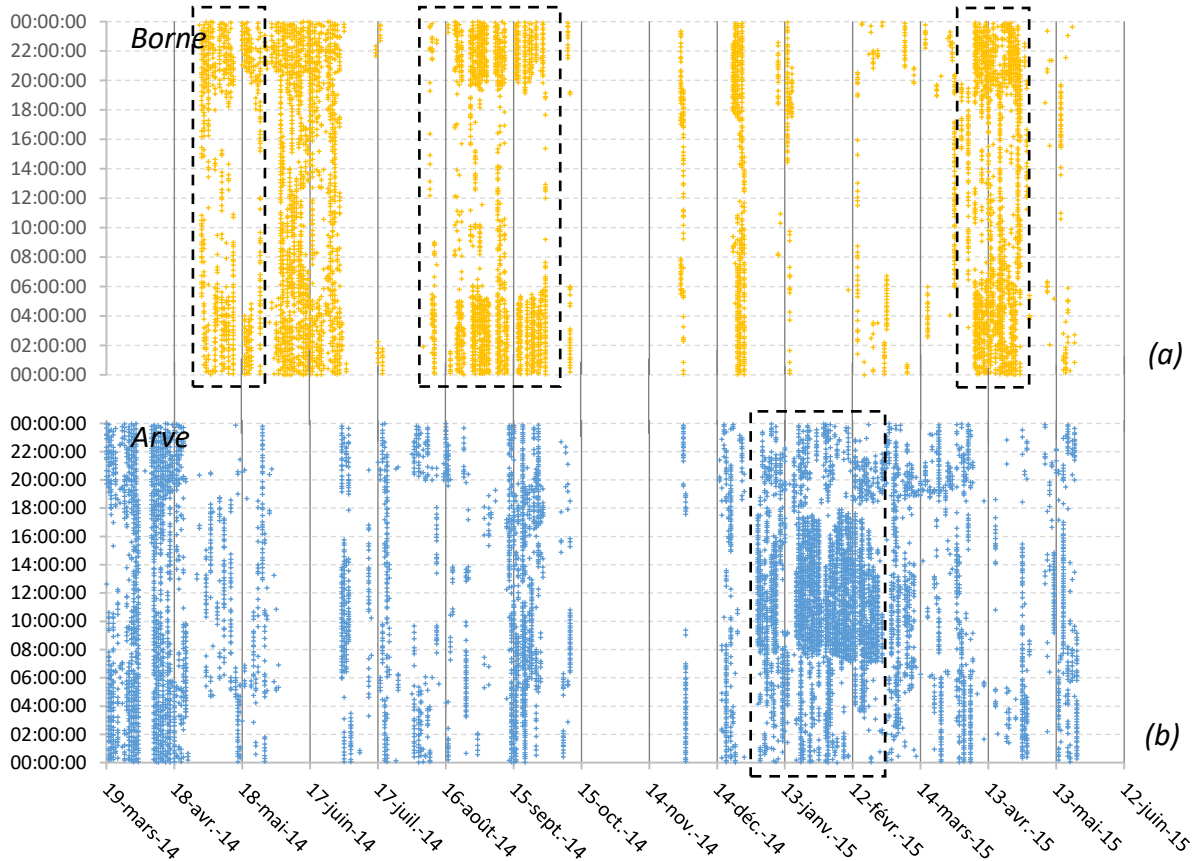 00:00:00
Borne
22:00:00
20:00:00
18:00:00
16:00:00
14:00:00
12:00:00
10:00:00
08:00:00
06:00:00
04:00:00
02:00:00
00:00:00
(a)
00:00:00
Arve
22:00:00
20:00:00
18:00:00
16:00:00
14:00:00
12:00:00
10:00:00
08:00:00
06:00:00
04:00:00
02:00:00
00:00:00
(b)
19-mars-14
18-avr.-14
18-mai-14
17-juin-14
17-juil.-14
16-août-14
15-sept.-14
15-oct.-14
14-nov.-14
14-déc.-14
13-janv.-15
12-févr.-15
14-mars-15
13-avr.-15
13-mai-15
12-juin-15